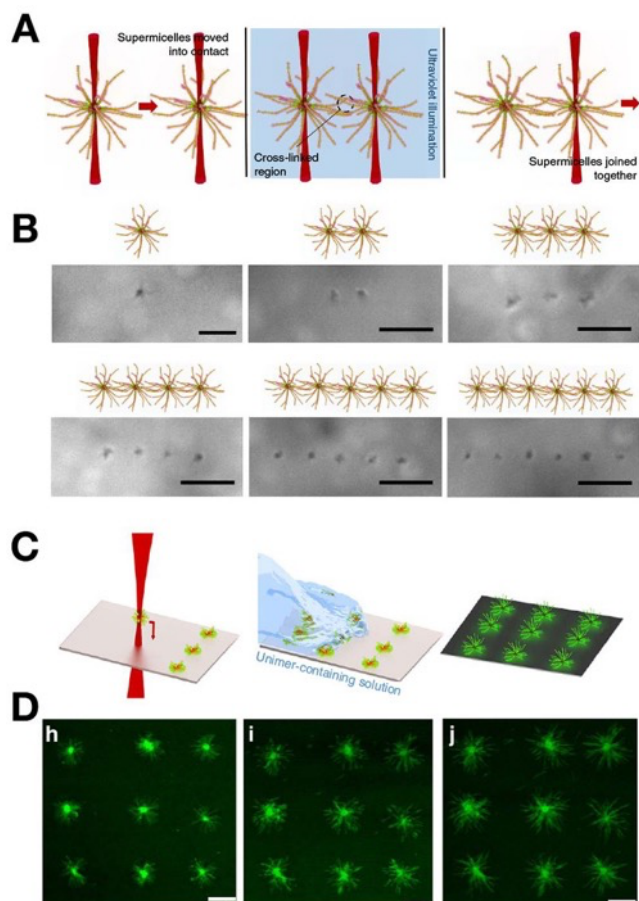 A
Supermicelles moved
into contact
Cross-linked
region
Ultraviolet illumination
Supermicelles joined
together
B
C
Unimer-containing solution
D
h
i
j